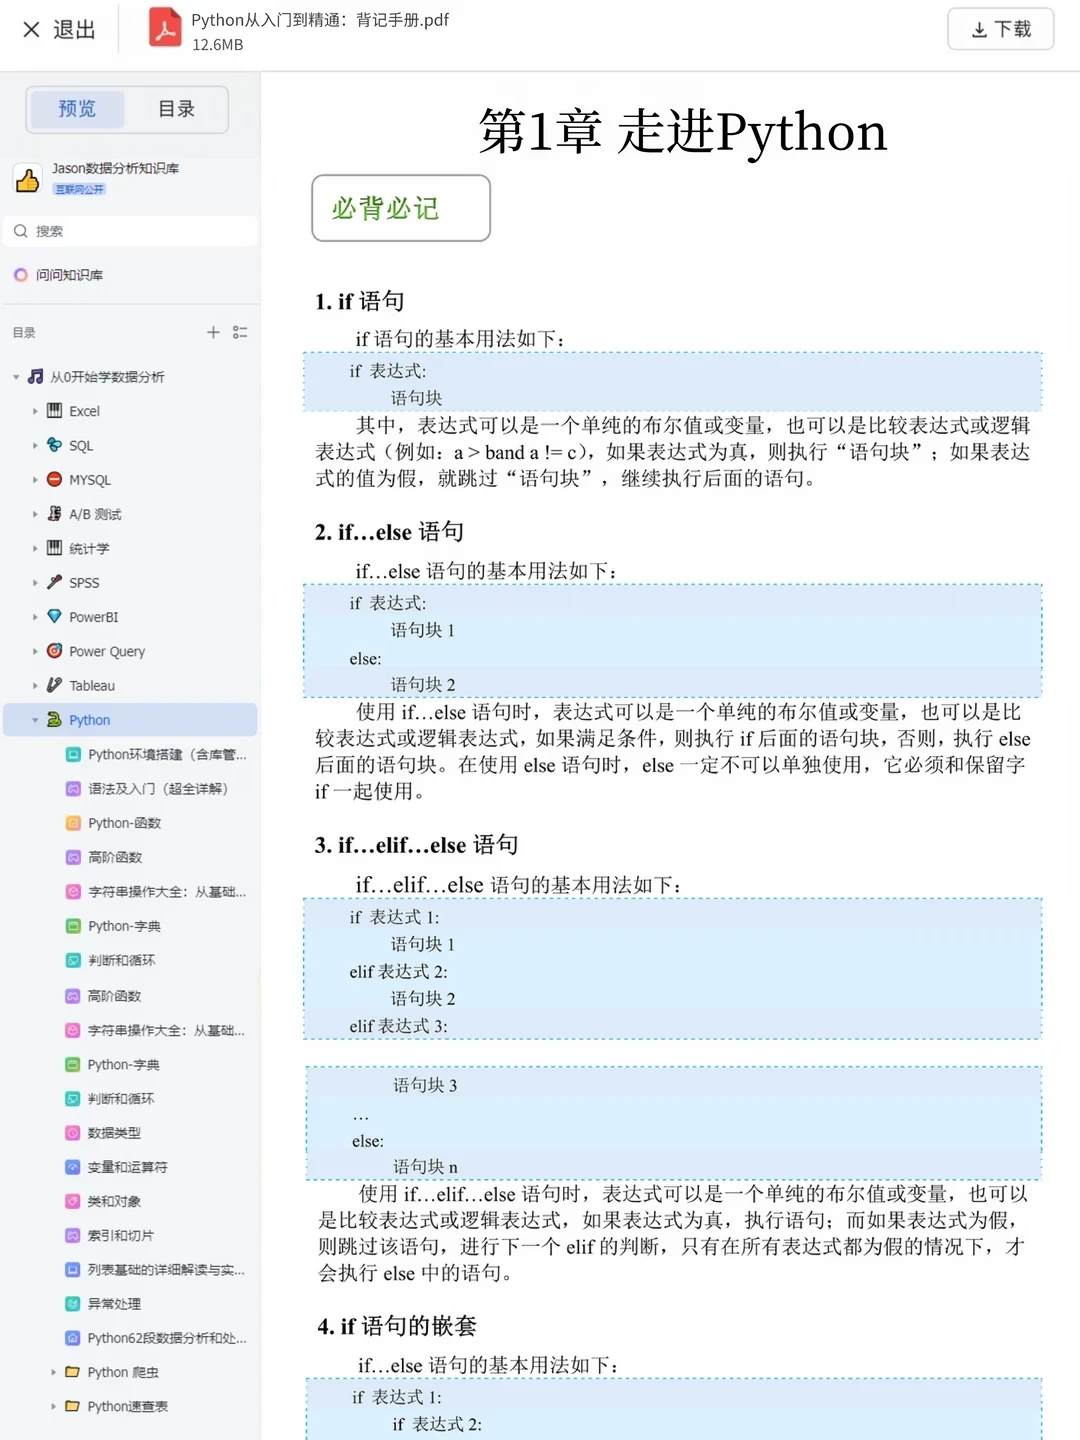 退出
Python从入门到精通：背记手册.pdf
12.6MB
下载
预览
目录
Jason数据分析知识库
互联网公开
搜索
问问知识库
目录
从0开始学数据分析
Excel
SQL
MYSQL
A/B 测试
统计学
SPSS
PowerBI
Power Query
Tableau
Python
Python环境搭建（含库管...
语法及入门（超全详解）
Python-函数
高阶函数
字符串操作大全：从基础...
Python-字典
判断和循环
高阶函数
字符串操作大全：从基础...
Python-字典
判断和循环
数据类型
变量和运算符
类和对象
索引和切片
列表基础的详细解读与实...
异常处理
Python62段数据分析和处...
Python 爬虫
Python速查表
第1章 走进Python
必背必记
1. if 语句
if 语句的基本用法如下：
if 表达式:
语句块
其中，表达式可以是一个单纯的布尔值或变量，也可以是比较表达式或逻辑
表达式（例如：a > band a != c），如果表达式为真，则执行“语句块”；如果表达
式的值为假，就跳过“语句块”，继续执行后面的语句。
2. if…else 语句
if…else 语句的基本用法如下：
if 表达式:
语句块 1
else:
语句块 2
使用 if…else 语句时，表达式可以是一个单纯的布尔值或变量，也可以是比
较表达式或逻辑表达式，如果满足条件，则执行 if 后面的语句块，否则，执行 else
后面的语句块。在使用 else 语句时，else 一定不可以单独使用，它必须和保留字
if 一起使用。
3. if…elif…else 语句
if…elif…else 语句的基本用法如下：
if 表达式 1:
语句块 1
elif 表达式 2:
语句块 2
elif 表达式 3:
语句块 3
…
else:
语句块 n
使用 if…elif…else 语句时，表达式可以是一个单纯的布尔值或变量，也可以
是比较表达式或逻辑表达式，如果表达式为真，执行语句；而如果表达式为假，
则跳过该语句，进行下一个 elif 的判断，只有在所有表达式都为假的情况下，才
会执行 else 中的语句。
4. if 语句的嵌套
if…else 语句的基本用法如下：
if 表达式 1:
if 表达式 2: